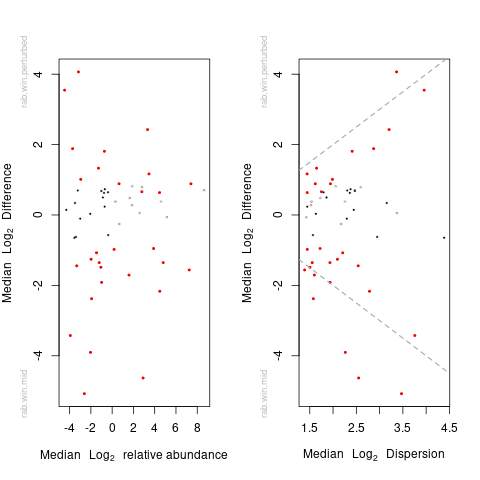 rab.win.perturbed
rab.win.mid
Median Log2 Difference
4
2
0
-2
-4
-4 -2 0 2 4 6 8
Median Log2 relative abundance
rab.win.perturbed
rab.win.mid
Median Log2 Difference
4
2
0
-2
-4
1.5 2.5 3.5 4.5
Median Log2 Dispersion